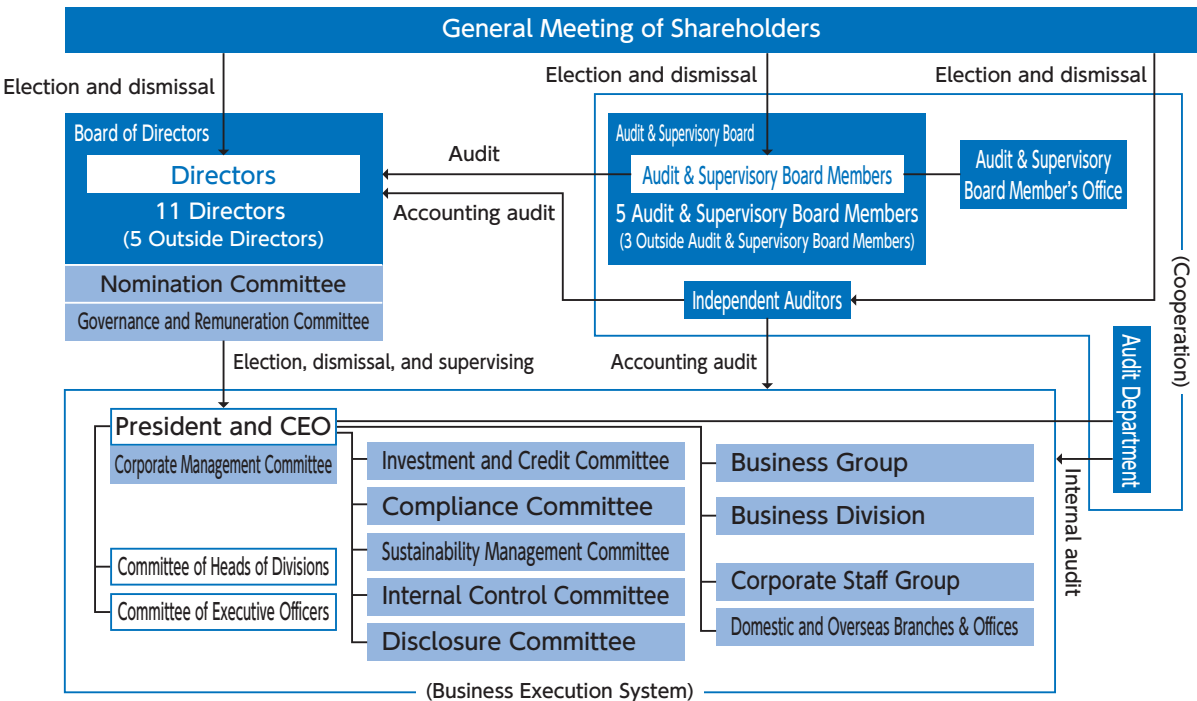 General Meeting of Shareholders
Election and dismissal
Election and dismissal
Election and dismissal
Board of Directors
Directors
11 Directors
(5 Outside Directors)
Nomination Committee
Governance and Remuneration Committee
Audit
Accounting audit
Audit & Supervisory Board
Audit & Supervisory Board Members
5 Audit & Supervisory Board Members
(3 Outside Audit & Supervisory Board Members)
Audit & Supervisory
Board Member's Office
Independent Auditors
(Cooperation)
Election, dismissal, and supervising
Accounting audit
Audit Department
Internal audit
President and CEO
Corporate Management Committee
Committee of Heads of Divisions
Committee of Executive Officers
Investment and Credit Committee
Compliance Committee
Sustainability Management Committee
Internal Control Committee
Disclosure Committee
Business Group
Business Division
Corporate Staff Group
Domestic and Overseas Branches & Offices
(Business Execution System)